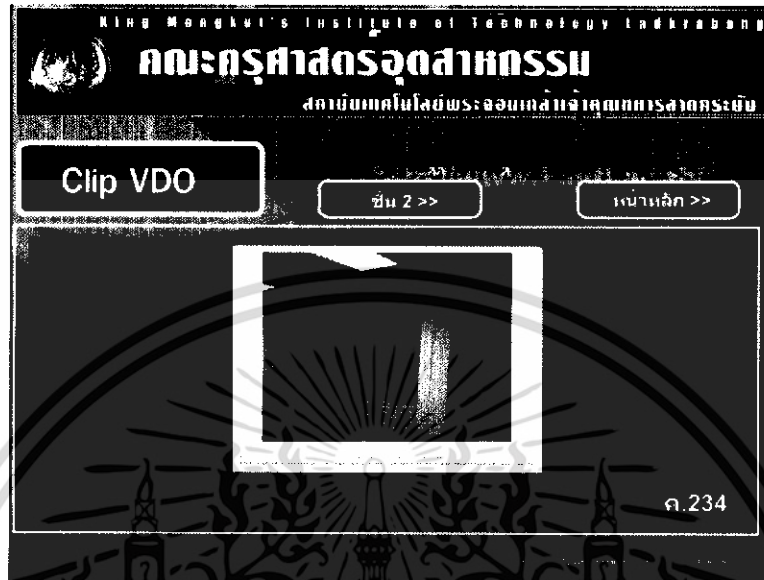 King Mongkut's Institute of Technology Ladkrabang
คณะครุศาสตร์อุตสาหกรรม
สถาบันเทคโนโลยีพระจอมเกล้าเจ้าคุณทหารลาดกระบัง
Clip VDO
ชั้น 2 >>
หน้าหลัก >>
ค.234